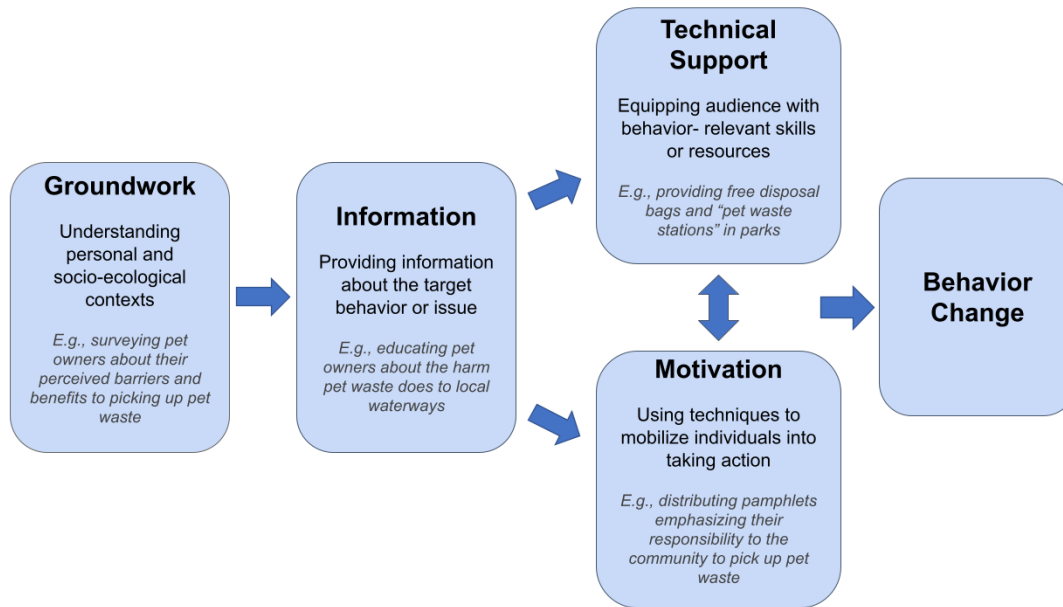 Groundwork
Understanding
personal and
socio-ecological
contexts
E.g., surveying pet
owners about their
perceived barriers and
benefits to picking up pet
waste
Information
Providing information
about the target
behavior or issue
E.g., educating pet
owners about the harm
pet waste does to local
waterways
Technical
Support
Equipping audience with
behavior- relevant skills
or resources
E.g., providing free disposal
bags and “pet waste
stations” in parks
Motivation
Using techniques to
mobilize individuals into
taking action
E.g., distributing pamphlets
emphasizing their
responsibility to the
community to pick up pet
waste
Behavior
Change